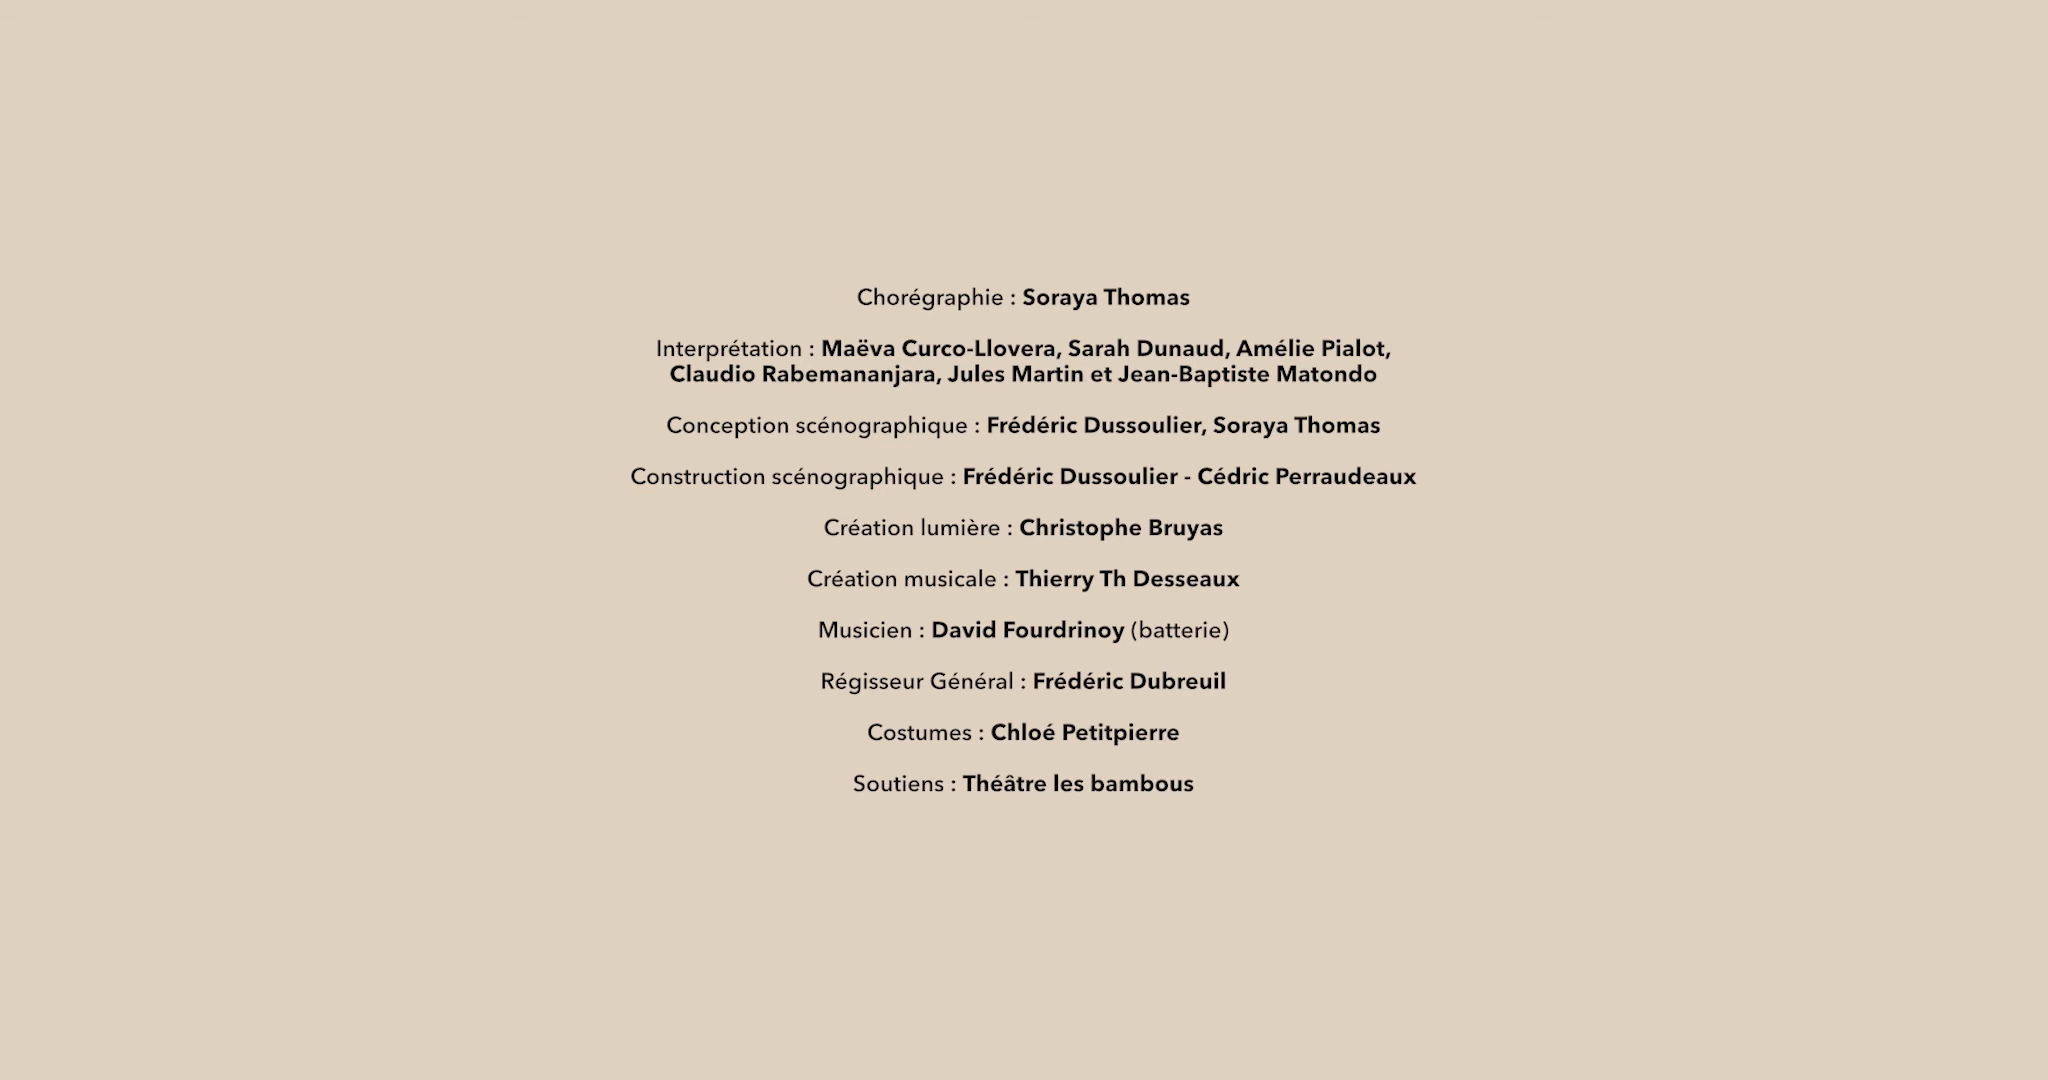 Chorégraphie : Soraya Thomas
Interprétation : Maëva Curco-Llovera, Sarah Dunaud, Amélie Pialot,
Claudio Rabemananjara, Jules Martin et Jean-Baptiste Matondo
Conception scénographique : Frédéric Dussoulier, Soraya Thomas
Construction scénographique : Frédéric Dussoulier - Cédric Perraudeaux
Création lumière : Christophe Bruyas
Création musicale : Thierry Th Desseaux
Musicien : David Fourdrinoy (batterie)
Régisseur Général : Frédéric Dubreuil
Costumes : Chloé Petitpierre
Soutiens : Théâtre les bambous